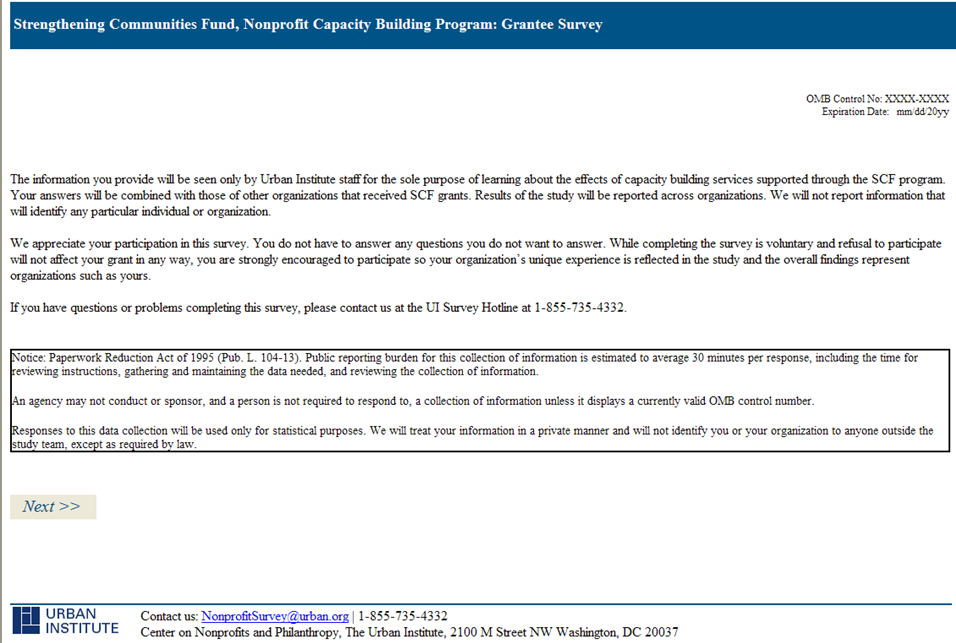 Strengthening Communities Fund, Nonprofit Capacity Building Program: Grantee Survey
OMB Control No: XXXX-XXXX
Expiration Date: mm/dd/20yy
The information you provide will be seen only by Urban Institute staff for the sole purpose of learning about the effects of capacity building services supported through the SCF program.
Your answers will be combined with those of other organizations that received SCF grants. Results of the study will be reported across organizations. We will not report information that
will identify any particular individual or organization.
We appreciate your participation in this survey. You do not have to answer any questions you do not want to answer. While completing the survey is voluntary and refusal to participate
will not affect your grant in any way, you are strongly encouraged to participate so your organization's unique experience is reflected in the study and the overall findings represent
organizations such as yours.
If you have questions or problems completing this survey, please contact us at the UI Survey Hotline at 1-855-735-4332.
Notice: Paperwork Reduction Act of 1995 (Pub. L. 104-13). Public reporting burden for this collection of information is estimated to average 30 minutes per response, including the time for
reviewing instructions, gathering and maintaining the data needed, and reviewing the collection of information.
An agency may not conduct or sponsor, and a person is not required to respond to, a collection of information unless it displays a currently valid OMB control number.
Responses to this data collection will be used only for statistical purposes. We will treat your information in a private manner and will not identify you or your organization to anyone outside the
study team, except as required by law.
Next >>
URBAN
INSTITUTE
Contact us: NonprofitSurvey@urban.org | 1-855-735-4332
Center on Nonprofits and Philanthropy, The Urban Institute, 2100 M Street NW Washington, DC 20037